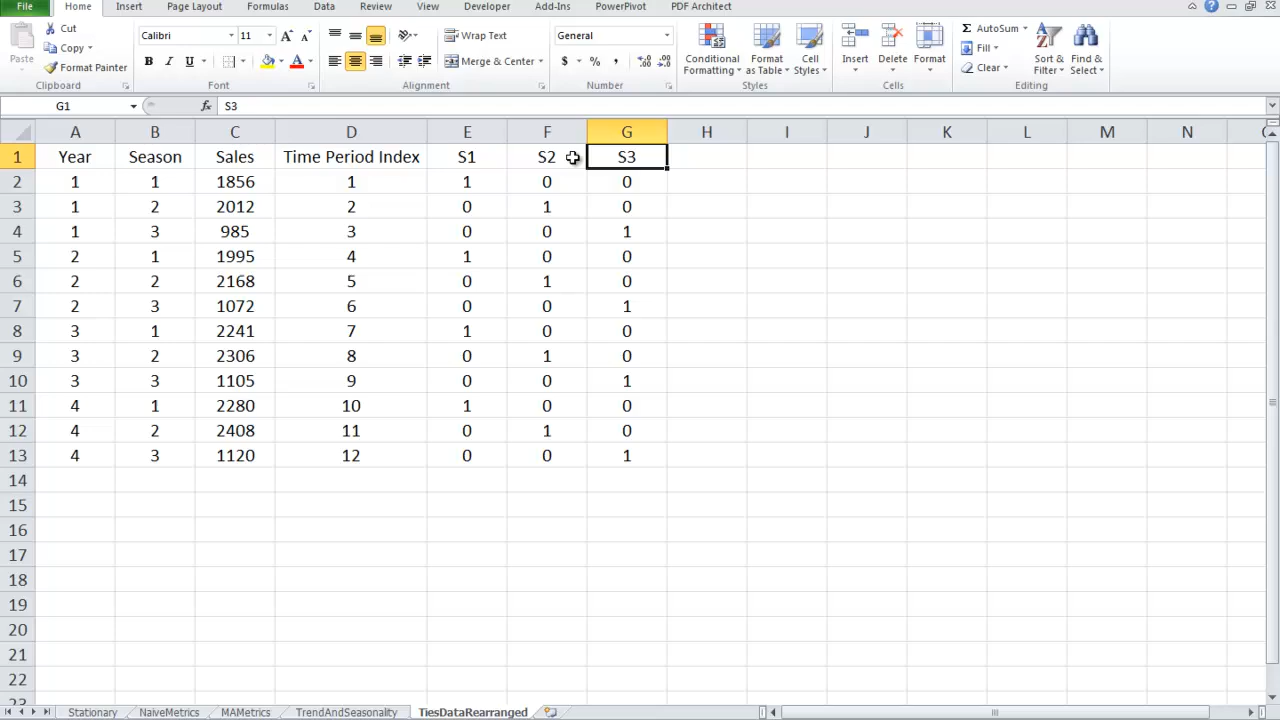 File Home Insert Page Layout Formulas Data Review View Developer Add-Ins PowerPivot PDF Architect
Paste
Cut
Copy
Format Painter
Calibri 11
B I U
A A
A
Wrap Text
Merge & Center
General
$ % ,
Conditional Formatting
Format as Table
Cell Styles
Insert
Delete
Format
Σ AutoSum
Fill
Clear
Sort & Filter
Find & Select
Clipboard Font Alignment Number Styles Cells Editing
G1 fx S3
A B C D E F G H I J K L M N
1 Year Season Sales Time Period Index S1 S2 S3
2 1 1 1856 1 1 0 0
3 1 2 2012 2 0 1 0
4 1 3 985 3 0 0 1
5 2 1 1995 4 1 0 0
6 2 2 2168 5 0 1 0
7 2 3 1072 6 0 0 1
8 3 1 2241 7 1 0 0
9 3 2 2306 8 0 1 0
10 3 3 1105 9 0 0 1
11 4 1 2280 10 1 0 0
12 4 2 2408 11 0 1 0
13 4 3 1120 12 0 0 1
14
15
16
17
18
19
20
21
22
23
Stationary NaiveMetrics MAMetrics TrendAndSeasonality TiesDataRearranged